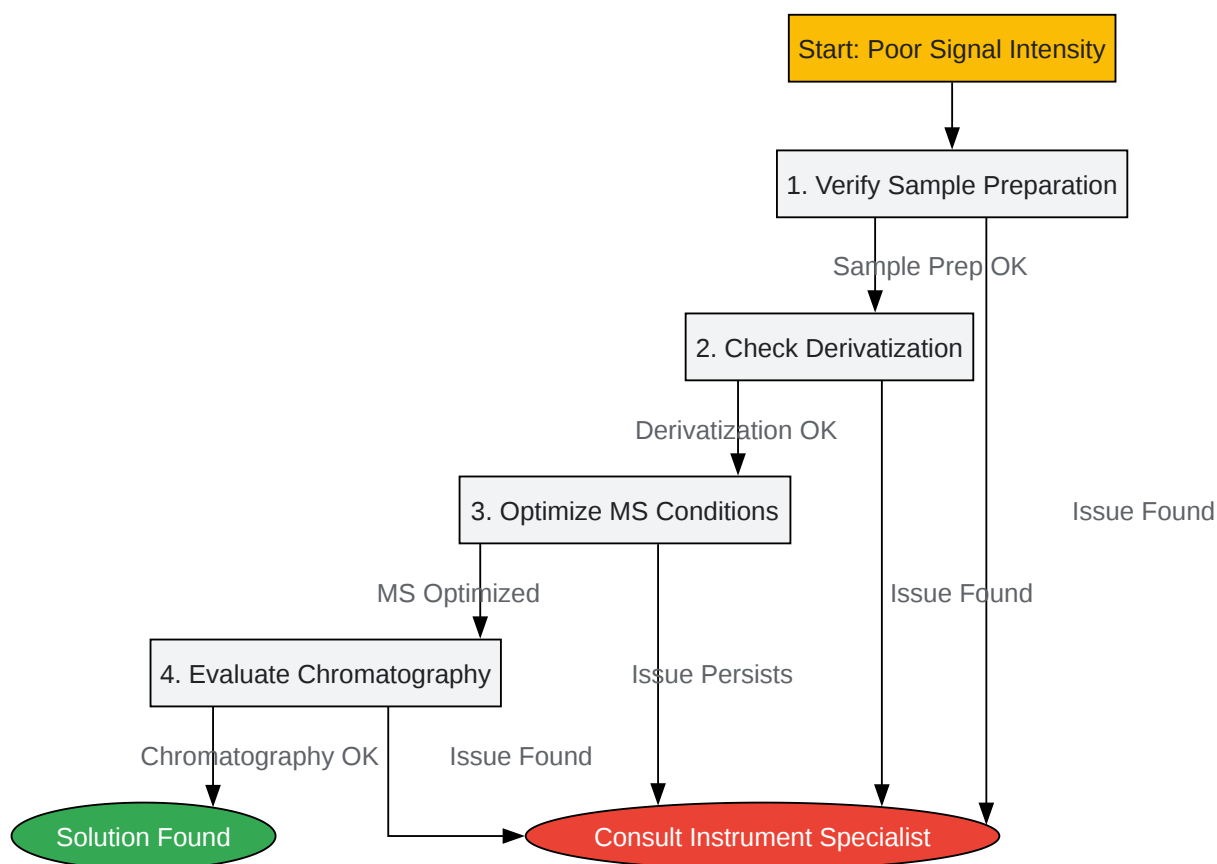 Start: Poor Signal Intensity
1. Verify Sample Preparation
Sample Prep OK
2. Check Derivatization
Derivatization OK
3. Optimize MS Conditions
Issue Found
MS Optimized
Issue Found
4. Evaluate Chromatography
Issue Persists
Chromatography OK
Issue Found
Solution Found
Consult Instrument Specialist